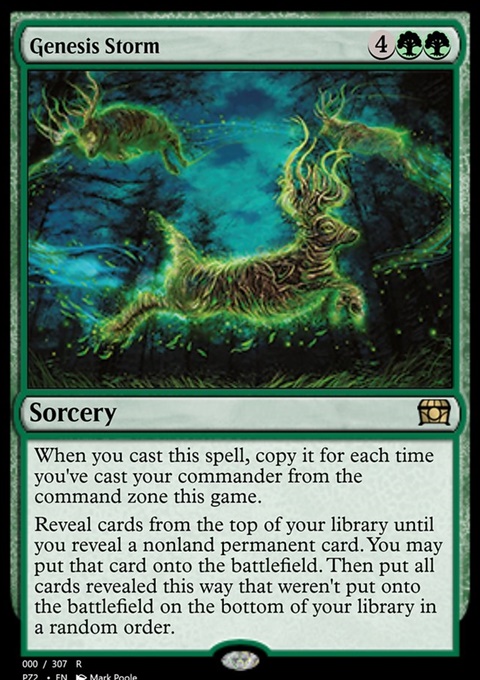 Genesis Storm 4
Sorcery
When you cast this spell, copy it for each time
you've cast your commander from the
command zone this game.
Reveal cards from the top of your library until
you reveal a nonland permanent card. You may
put that card onto the battlefield. Then put all
cards revealed this way that weren't put onto
the battlefield on the bottom of your library in
a random order.
000 / 307 R
PZ2 • EN Mark Poole